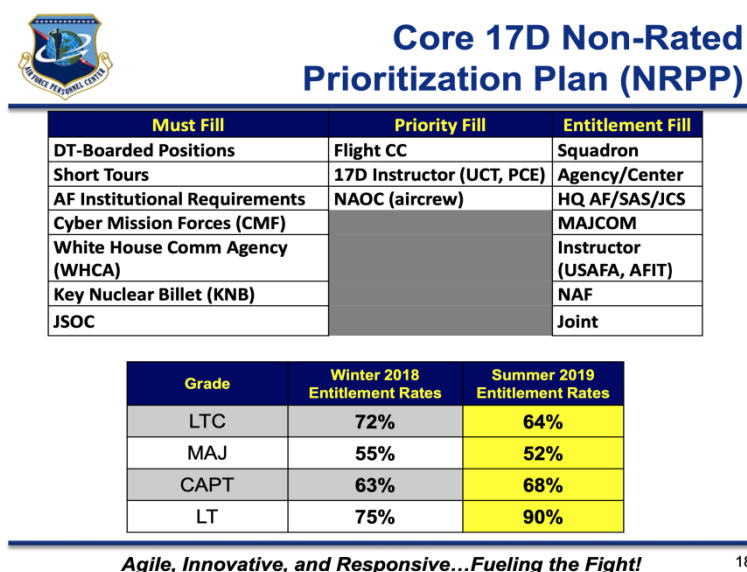 AIR FORCE PERSONNEL CENTER
Core 17D Non-Rated
Prioritization Plan (NRPP)
Must Fill Priority Fill Entitlement Fill
DT-Boarded Positions Flight CC Squadron
Short Tours 17D Instructor (UCT, PCE) Agency/Center
AF Institutional Requirements NAOC (aircrew) HQ AF/SAS/JCS
Cyber Mission Forces (CMF) MAJCOM
White House Comm Agency Instructor
(WHCA) (USAFA, AFIT)
Key Nuclear Billet (KNB) NAF
JSOC Joint
Grade Winter 2018 Summer 2019
Entitlement Rates Entitlement Rates
LTC 72% 64%
MAJ 55% 52%
CAPT 63% 68%
LT 75% 90%
Agile, Innovative, and Responsive...Fueling the Fight!
18